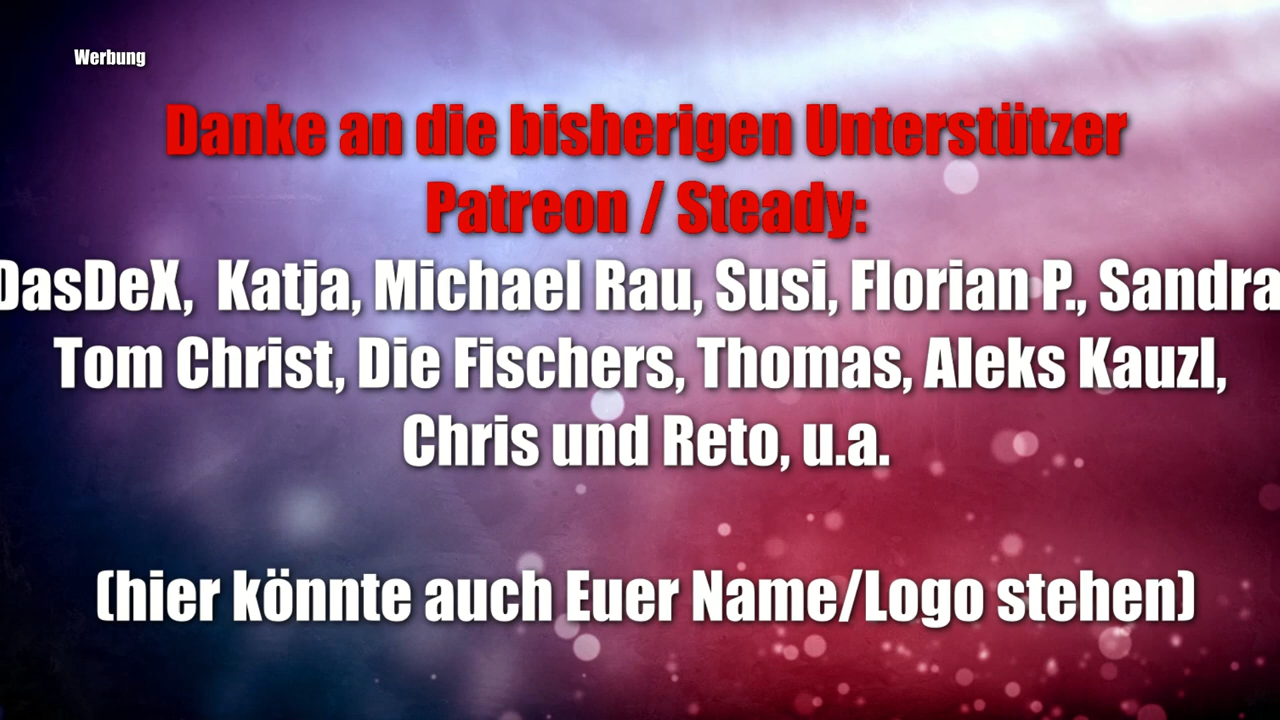 Werbung
Danke an die bisherigen Unterstützer
Patreon / Steady:
DasDeX, Katja, Michael Rau, Susi, Florian P., Sandra
Tom Christ, Die Fischers, Thomas, Aleks Kauzl,
Chris und Reto, u.a.
(hier könnte auch Euer Name/Logo stehen)